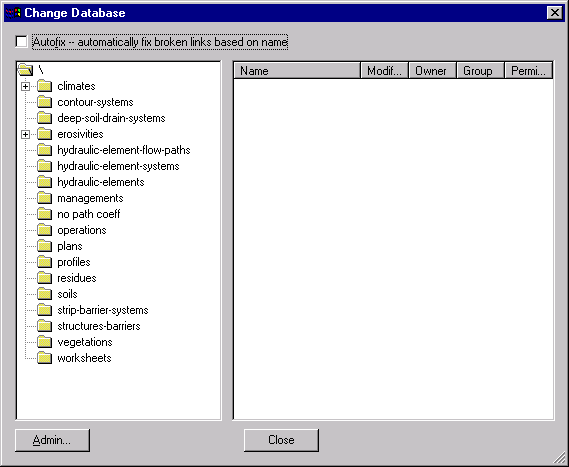 Change Database
Autofix -- automatically fix broken links based on name
\
climates
contour-systems
deep-soil-drain-systems
erosivities
hydraulic-element-flow-paths
hydraulic-element-systems
hydraulic-elements
managements
no path coeff
operations
plans
profiles
residues
soils
strip-barrier-systems
structures-barriers
vegetations
worksheets
Name Modif... Owner Group Permi...
Admin... Close